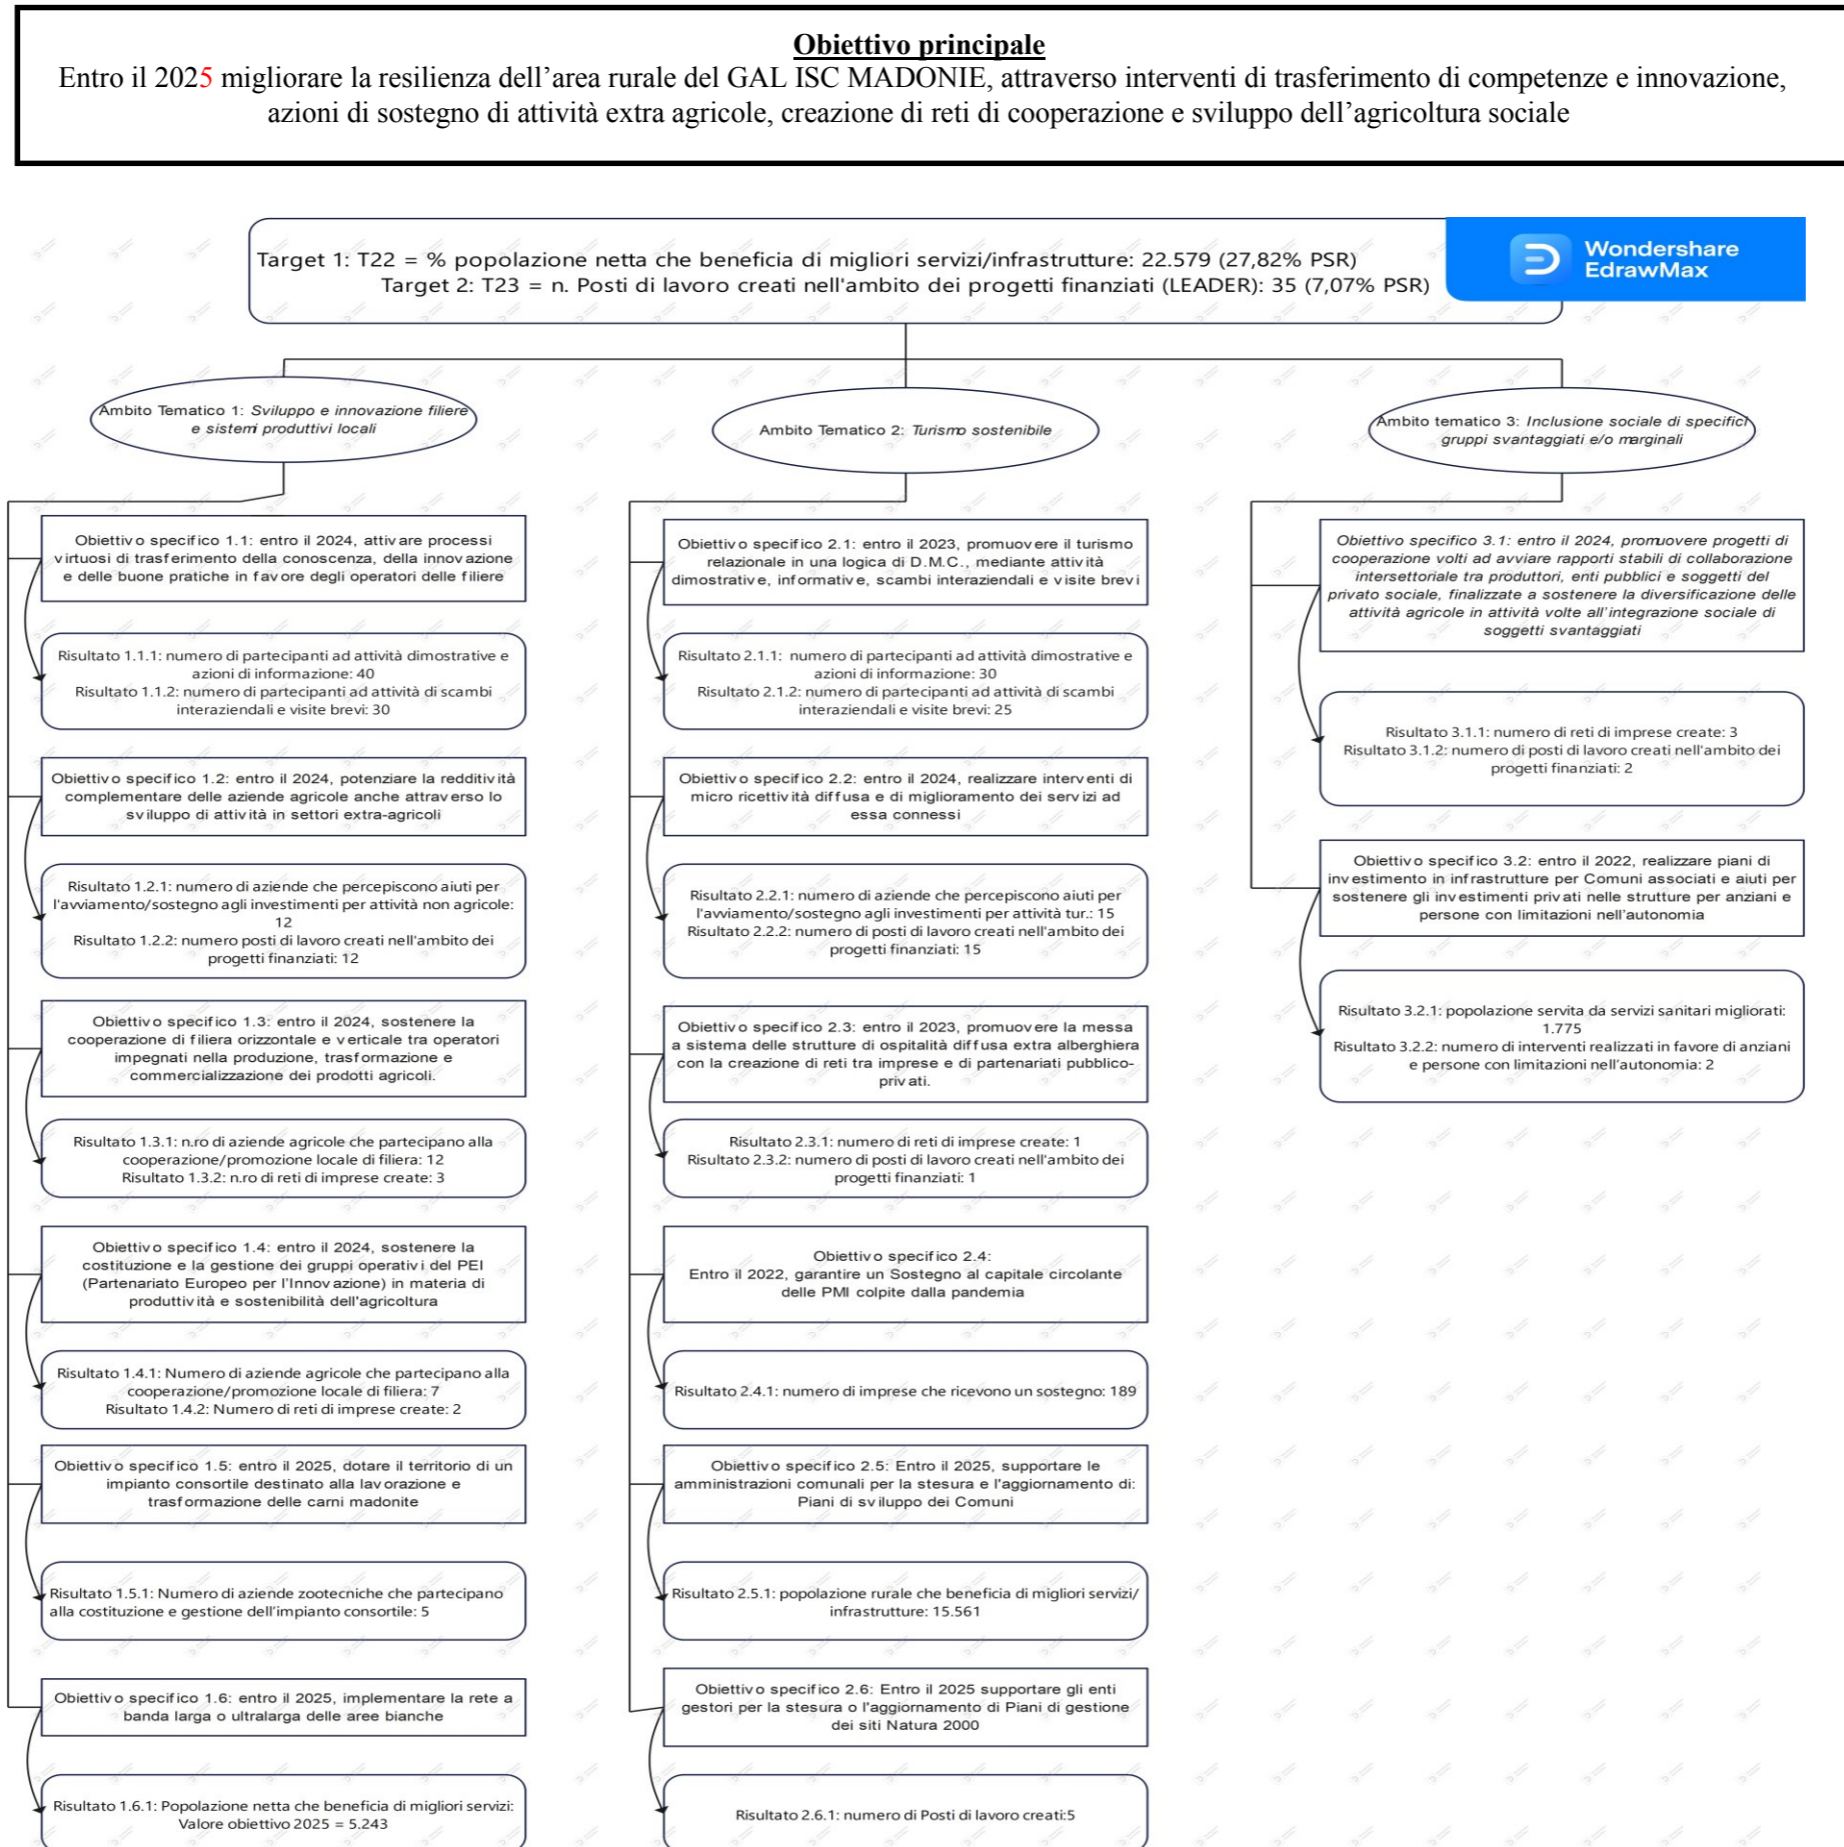 Obiettivo principale
Entro il 2025 migliorare la resilienza dell'area rurale del GAL ISC MADONIE, attraverso interventi di trasferimento di competenze e innovazione,
azioni di sostegno di attività extra agricole, creazione di reti di cooperazione e sviluppo dell'agricoltura sociale
Target 1: T22 = % popolazione netta che beneficia di migliori servizi/infrastrutture: 22.579 (27,82% PSR)
Target 2: T23 = n. Posti di lavoro creati nell'ambito dei progetti finanziati (LEADER): 35 (7,07% PSR)
Wondershare
EdrawMax
Ambito Tematico 1: Sviluppo e innovazione filiere
e sistemi produttivi locali
Obiettivo specifico 1.1: entro il 2024, attivare processi
virtuosi di trasferimento della conoscenza, della innovazione
e delle buone pratiche in favore degli operatori delle filiere
Risultato 1.1.1: numero di partecipanti ad attività dimostrative e
azioni di informazione: 40
Risultato 1.1.2: numero di partecipanti ad attività di scambi
interaziendali e visite brevi: 30
Obiettivo specifico 1.2: entro il 2024, potenziare la redditività
complementare delle aziende agricole anche attraverso lo
sviluppo di attività in settori extra-agricoli
Risultato 1.2.1: numero di aziende che percepiscono aiuti per
l'avviamento/sostegno agli investimenti per attività non agricole:
12
Risultato 1.2.2: numero posti di lavoro creati nell'ambito dei
progetti finanziati: 12
Obiettivo specifico 1.3: entro il 2024, sostenere la
cooperazione di filiera orizzontale e verticale tra operatori
impegnati nella produzione, trasformazione e
commercializzazione dei prodotti agricoli.
Risultato 1.3.1: n.ro di aziende agricole che partecipano alla
cooperazione/promozione locale di filiera: 12
Risultato 1.3.2: n.ro di reti di imprese create: 3
Obiettivo specifico 1.4: entro il 2024, sostenere la
costituzione e la gestione dei gruppi operativi del PEI
(Partenariato Europeo per l'Innovazione) in materia di
produttività e sostenibilità dell'agricoltura
Risultato 1.4.1: Numero di aziende agricole che partecipano alla
cooperazione/promozione locale di filiera: 7
Risultato 1.4.2: Numero di reti di imprese create: 2
Obiettivo specifico 1.5: entro il 2025, dotare il territorio di un
impianto consortile destinato alla lavorazione e
trasformazione delle carni madonite
Risultato 1.5.1: Numero di aziende zootecniche che partecipano
alla costituzione e gestione dell'impianto consortile: 5
Obiettivo specifico 1.6: entro il 2025, implementare la rete a
banda larga o ultralarga delle aree bianche
Risultato 1.6.1: Popolazione netta che beneficia di migliori servizi:
Valore obiettivo 2025 = 5.243
Ambito Tematico 2: Turismo sostenibile
Obiettivo specifico 2.1: entro il 2023, promuovere il turismo
relazionale in una logica di D.M.C., mediante attività
dimostrative, informative, scambi interaziendali e visite brevi
Risultato 2.1.1: numero di partecipanti ad attività dimostrative e
azioni di informazione: 30
Risultato 2.1.2: numero di partecipanti ad attività di scambi
interaziendali e visite brevi: 25
Obiettivo specifico 2.2: entro il 2024, realizzare interventi di
micro ricettività diffusa e di miglioramento dei servizi ad
essa connessi
Risultato 2.2.1: numero di aziende che percepiscono aiuti per
l'avviamento/sostegno agli investimenti per attività tur.: 15
Risultato 2.2.2: numero di posti di lavoro creati nell'ambito dei
progetti finanziati: 15
Obiettivo specifico 2.3: entro il 2023, promuovere la messa
a sistema delle strutture di ospitalità diffusa extra alberghiera
con la creazione di reti tra imprese e di partenariati pubblico-
privati.
Risultato 2.3.1: numero di reti di imprese create: 1
Risultato 2.3.2: numero di posti di lavoro creati nell'ambito dei
progetti finanziati: 1
Obiettivo specifico 2.4:
Entro il 2022, garantire un Sostegno al capitale circolante
delle PMI colpite dalla pandemia
Risultato 2.4.1: numero di imprese che ricevono un sostegno: 189
Obiettivo specifico 2.5: Entro il 2025, supportare le
amministrazioni comunali per la stesura e l'aggiornamento di:
Piani di sviluppo dei Comuni
Risultato 2.5.1: popolazione rurale che beneficia di migliori servizi/
infrastrutture: 15.561
Obiettivo specifico 2.6: Entro il 2025 supportare gli enti
gestori per la stesura o l'aggiornamento di Piani di gestione
dei siti Natura 2000
Risultato 2.6.1: numero di Posti di lavoro creati:5
Ambito tematico 3: Inclusione sociale di specifici
gruppi svantaggiati e/o marginali
Obiettivo specifico 3.1: entro il 2024, promuovere progetti di
cooperazione volti ad avviare rapporti stabili di collaborazione
intersettoriale tra produttori, enti pubblici e soggetti del
privato sociale, finalizzate a sostenere la diversificazione delle
attività agricole in attività volte all'integrazione sociale di
soggetti svantaggiati
Risultato 3.1.1: numero di reti di imprese create: 3
Risultato 3.1.2: numero di posti di lavoro creati nell'ambito dei
progetti finanziati: 2
Obiettivo specifico 3.2: entro il 2022, realizzare piani di
investimento in infrastrutture per Comuni associati e aiuti per
sostenere gli investimenti privati nelle strutture per anziani e
persone con limitazioni nell'autonomia
Risultato 3.2.1: popolazione servita da servizi sanitari migliorati:
1.775
Risultato 3.2.2: numero di interventi realizzati in favore di anziani
e persone con limitazioni nell'autonomia: 2